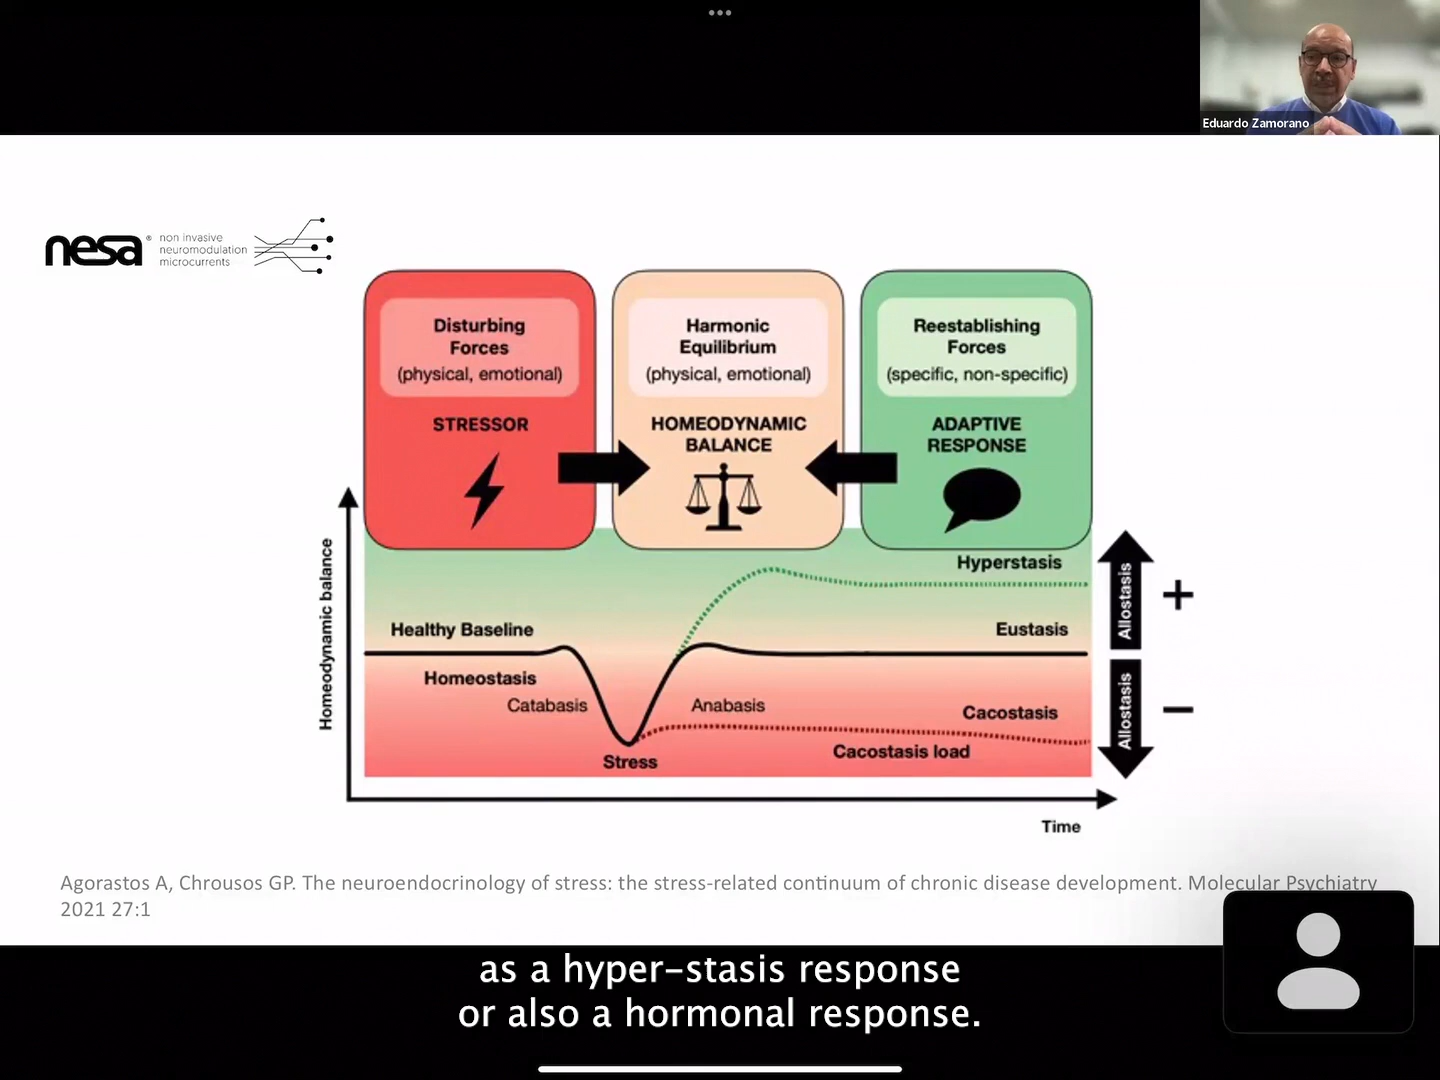 Eduardo Zamorano
nesa®
non invasive
neuromodulation
microcurrents
Disturbing
Forces
(physical, emotional)
STRESSOR
Harmonic
Equilibrium
(physical, emotional)
HOMEODYNAMIC
BALANCE
Reestablishing
Forces
(specific, non-specific)
ADAPTIVE
RESPONSE
Homeodynamic balance
Hyperstasis
Healthy Baseline
Eustasis
Homeostasis
Catabasis
Anabasis
Cacostasis
Cacostasis load
Stress
Allostasis
+
Allostasis
−
Time
Agorastos A, Chrousos GP. The neuroendocrinology of stress: the stress-related continuum of chronic disease development. Molecular Psychiatry
2021 27:1
as a hyper-stasis response
or also a hormonal response.